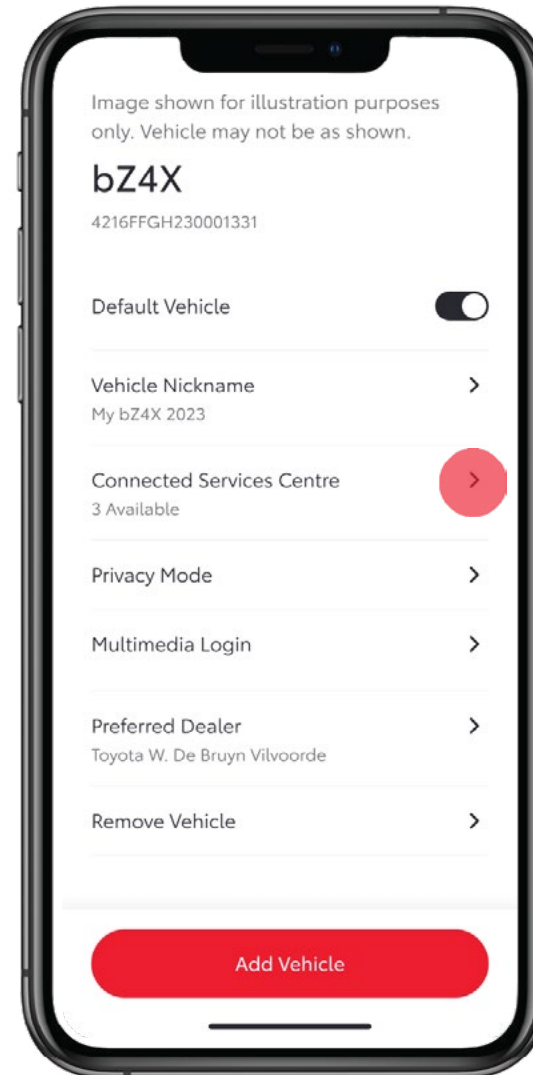 Image shown for illustration purposes
only. Vehicle may not be as shown.
bZ4X
4216FFGH230001331
Default Vehicle
Vehicle Nickname
My bZ4X 2023
Connected Services Centre
3 Available
Privacy Mode
Multimedia Login
Preferred Dealer
Toyota W. De Bruyn Vilvoorde
Remove Vehicle
Add Vehicle